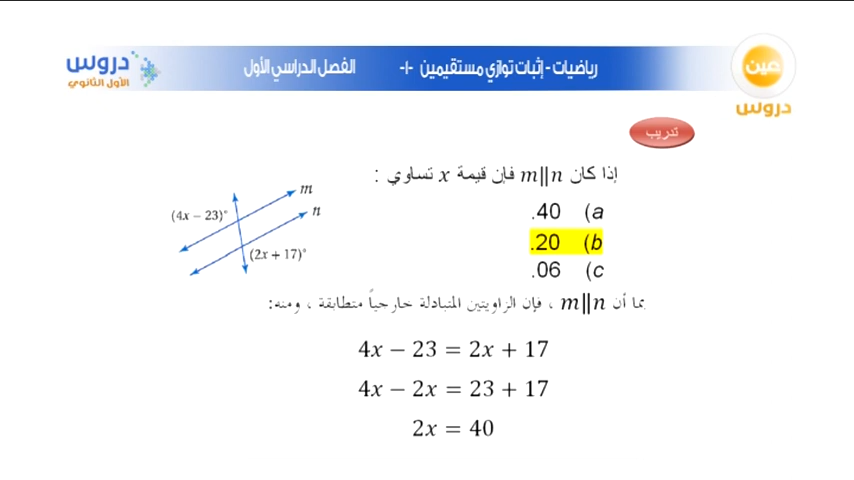 عين
دروس
رياضيات - إثبات توازي مستقيمين -١-
الفصل الدراسي الأول
دروس
الأول الثانوي
تدريب
إذا كان m∥n فإن قيمة x تساوي :
a) 40.
b) 20.
c) 06.
m
n
(4x − 23)°
(2x + 17)°
بما أن m∥n ، فإن الزاويتين المتبادلة خارجياً متطابقة ، ومنه:
4x − 23 = 2x + 17
4x − 2x = 23 + 17
2x = 40